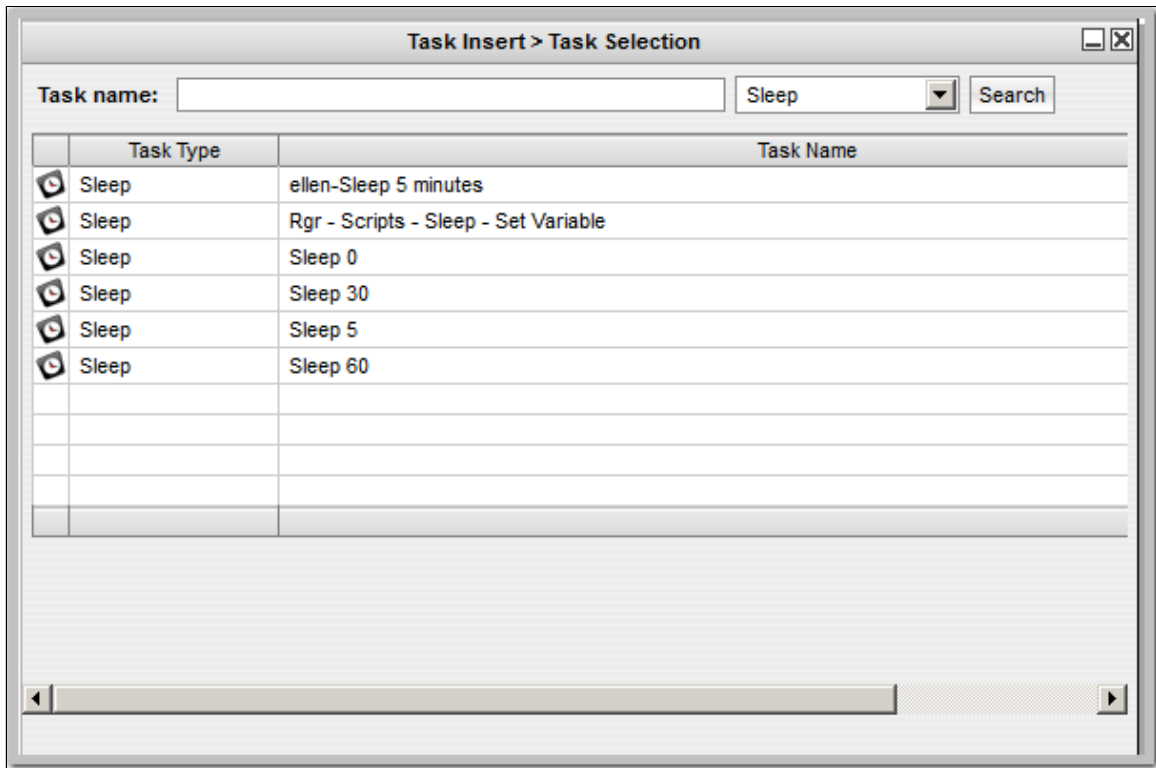 Task Insert > Task Selection
Task name: Sleep Search
Task Type Task Name
Sleep ellen-Sleep 5 minutes
Sleep Rgr - Scripts - Sleep - Set Variable
Sleep Sleep 0
Sleep Sleep 30
Sleep Sleep 5
Sleep Sleep 60